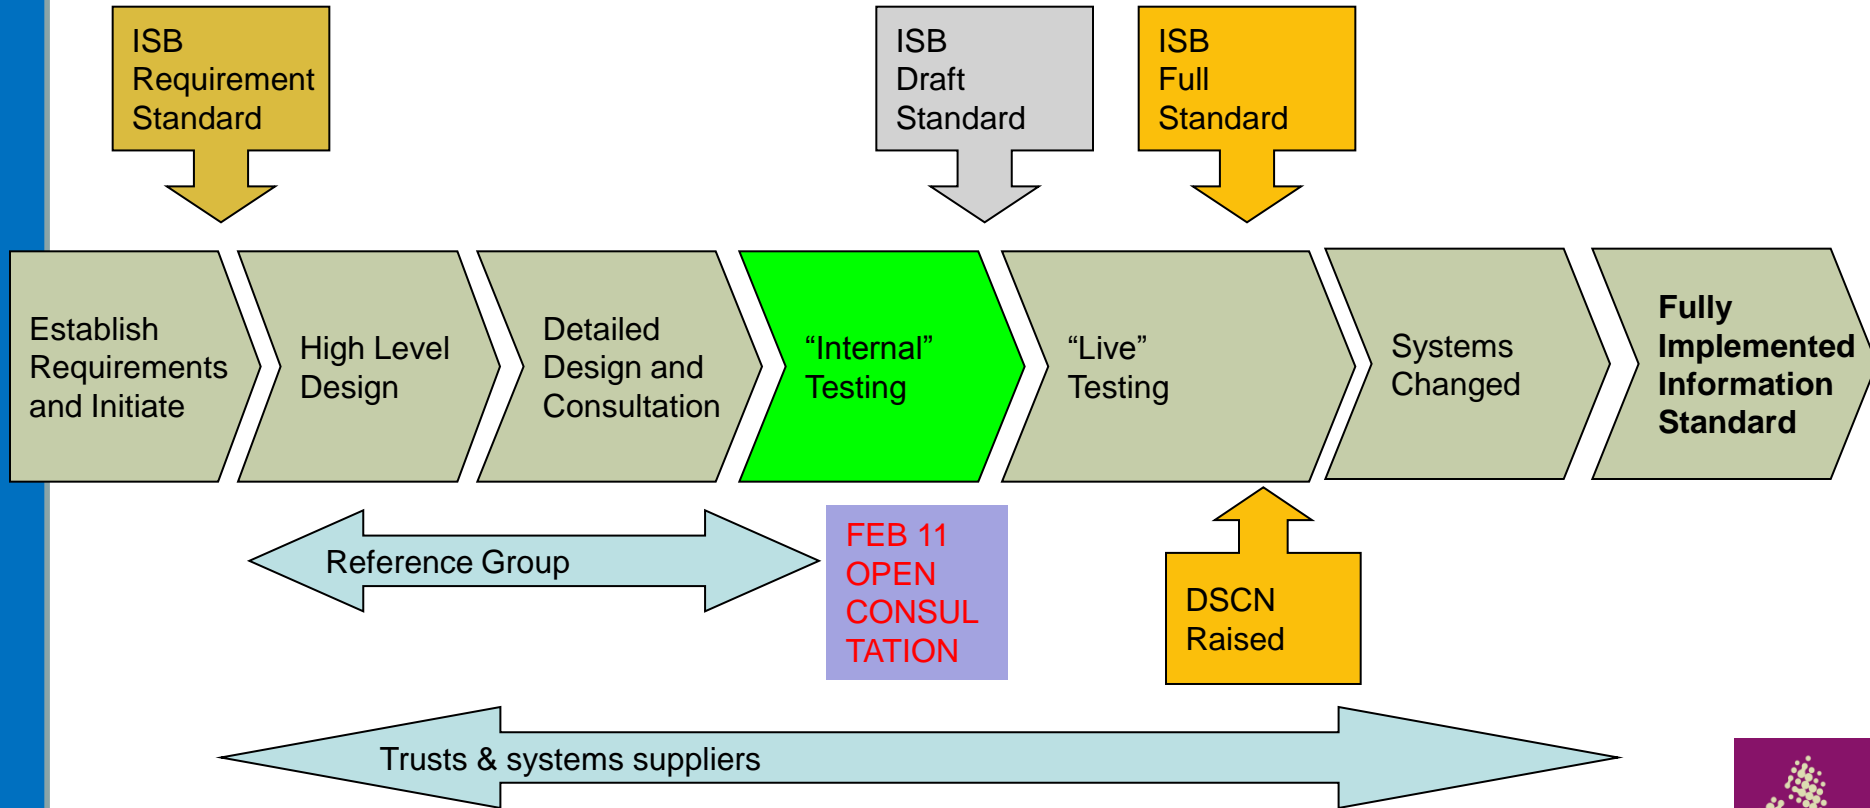 ISB
Requirement
Standard
ISB
Draft
Standard
ISB
Full
Standard
Establish
Requirements
and Initiate
High Level
Design
Detailed
Design and
Consultation
“Internal”
Testing
“Live”
Testing
Systems
Changed
Fully
Implemented
Information
Standard
Reference Group
FEB 11
OPEN
CONSUL
TATION
DSCN
Raised
Trusts & systems suppliers